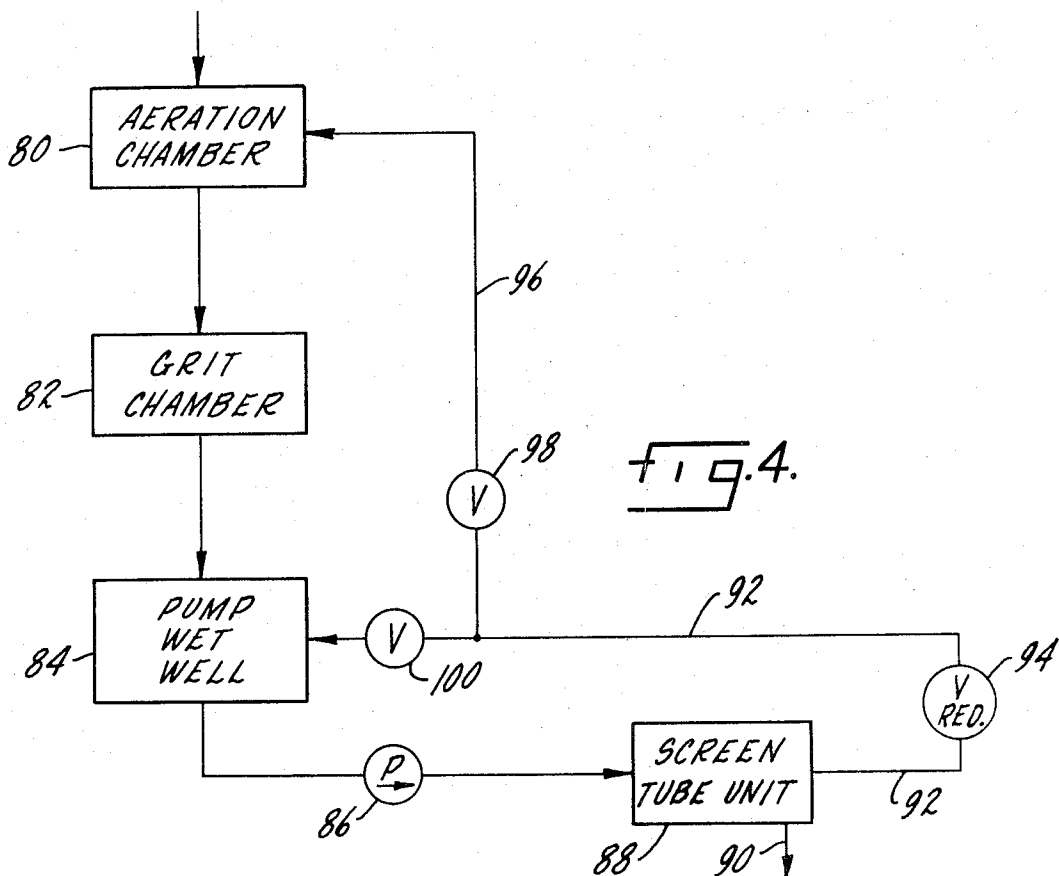 AERATION
CHAMBER
80
96
GRIT
CHAMBER
82
98
V
fig.4.
PUMP
WET
WELL
84
V
100
92
94
V
RED.
P
86
SCREEN
TUBE UNIT
88
90
92